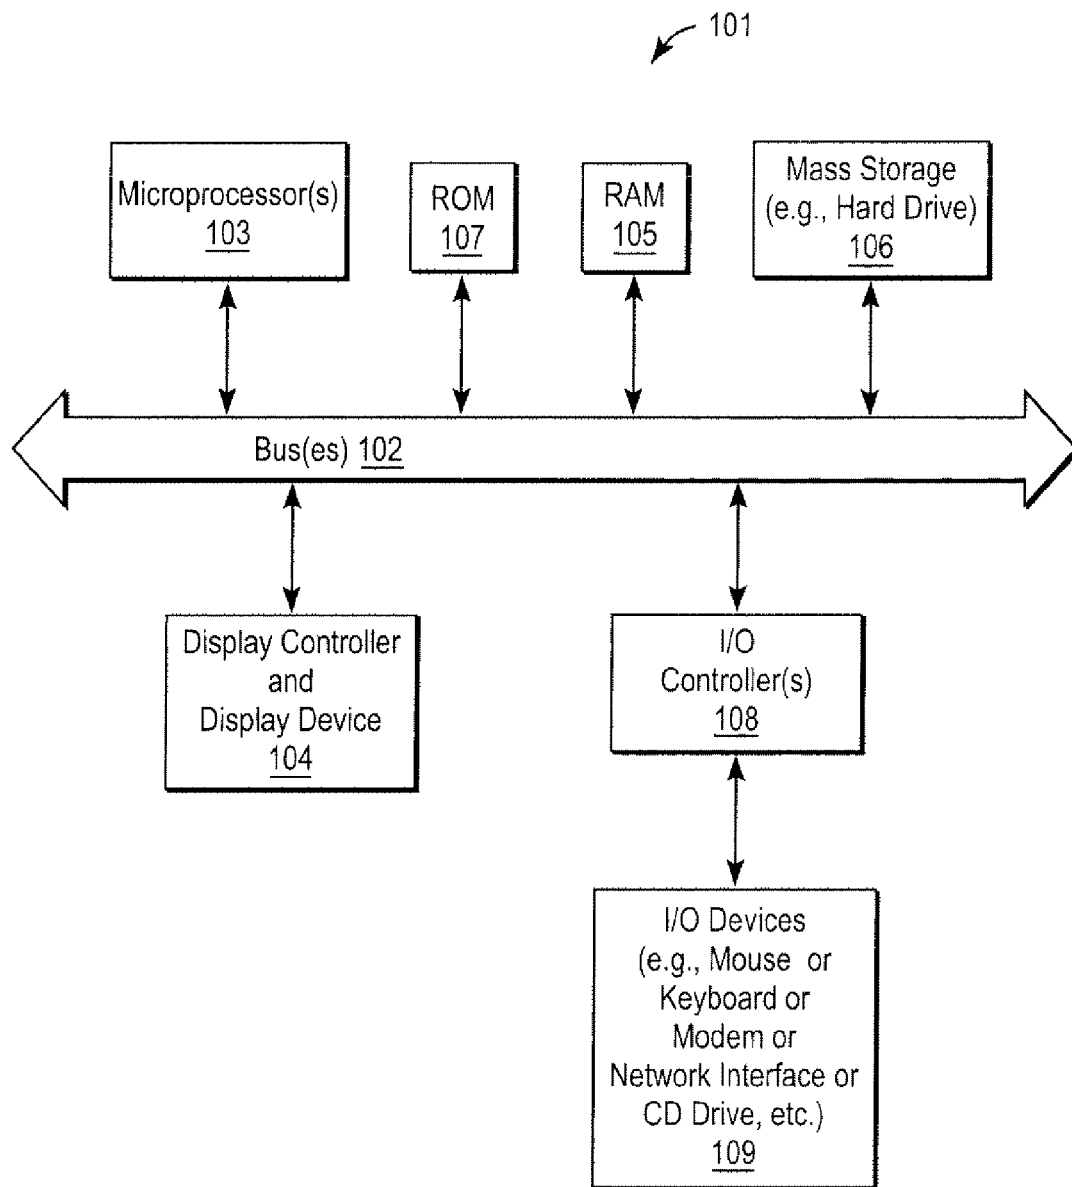 101
Microprocessor(s)
103
ROM
107
RAM
105
Mass Storage
(e.g., Hard Drive)
106
Bus(es) 102
Display Controller
and
Display Device
104
I/O
Controller(s)
108
I/O Devices
(e.g., Mouse or
Keyboard or
Modem or
Network Interface or
CD Drive, etc.)
109